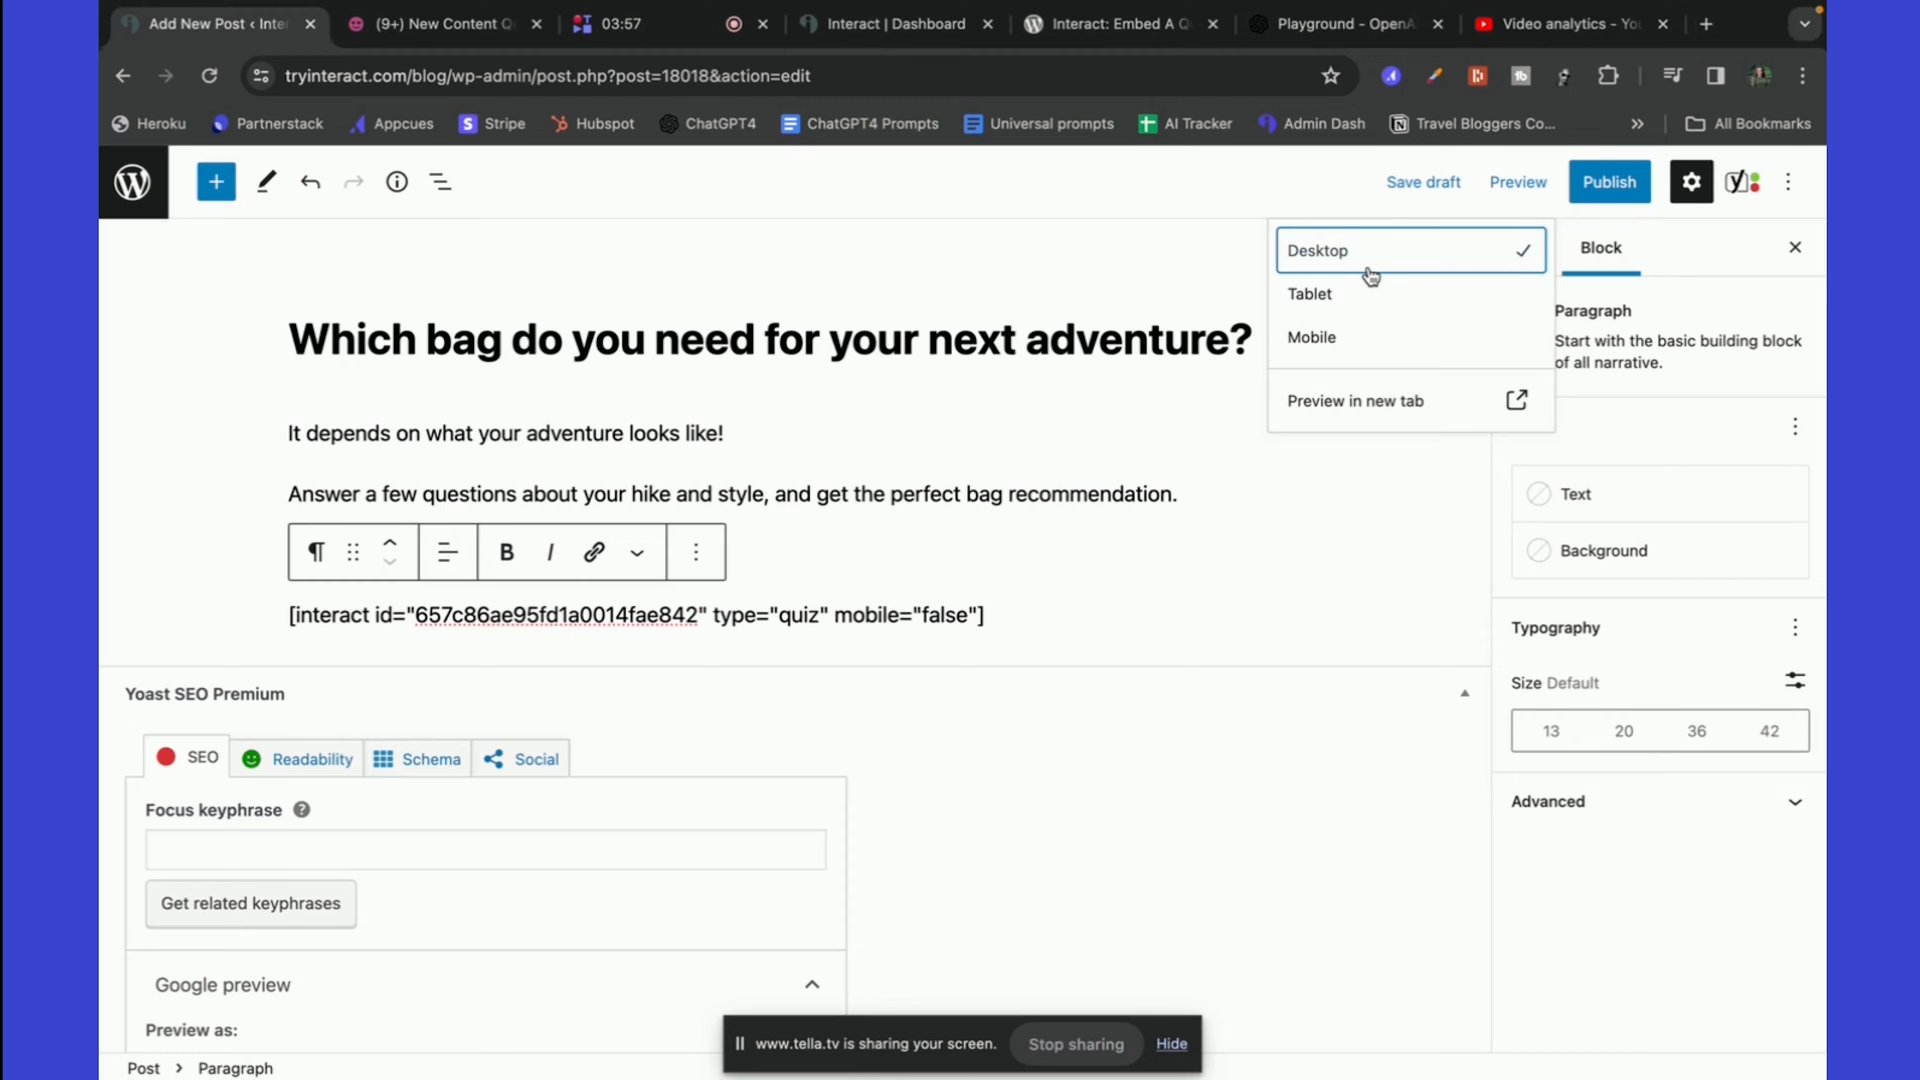 Add New Post ‹ Inter
(9+) New Content Q
03:57
Interact | Dashboard
Interact: Embed A Q
Playground - OpenA
Video analytics - You
tryinteract.com/blog/wp-admin/post.php?post=18018&action=edit
Heroku
Partnerstack
Appcues
Stripe
Hubspot
ChatGPT4
ChatGPT4 Prompts
Universal prompts
AI Tracker
Admin Dash
Travel Bloggers Co...
All Bookmarks
Save draft
Preview
Publish
Desktop
Tablet
Mobile
Preview in new tab
Block
Paragraph
Start with the basic building block
of all narrative.
Which bag do you need for your next adventure?
It depends on what your adventure looks like!
Answer a few questions about your hike and style, and get the perfect bag recommendation.
B I
[interact id="657c86ae95fd1a0014fae842" type="quiz" mobile="false"]
Text
Background
Typography
Size Default
13 20 36 42
Advanced
Yoast SEO Premium
SEO
Readability
Schema
Social
Focus keyphrase
Get related keyphrases
Google preview
Preview as:
www.tella.tv is sharing your screen.
Stop sharing
Hide
Post › Paragraph